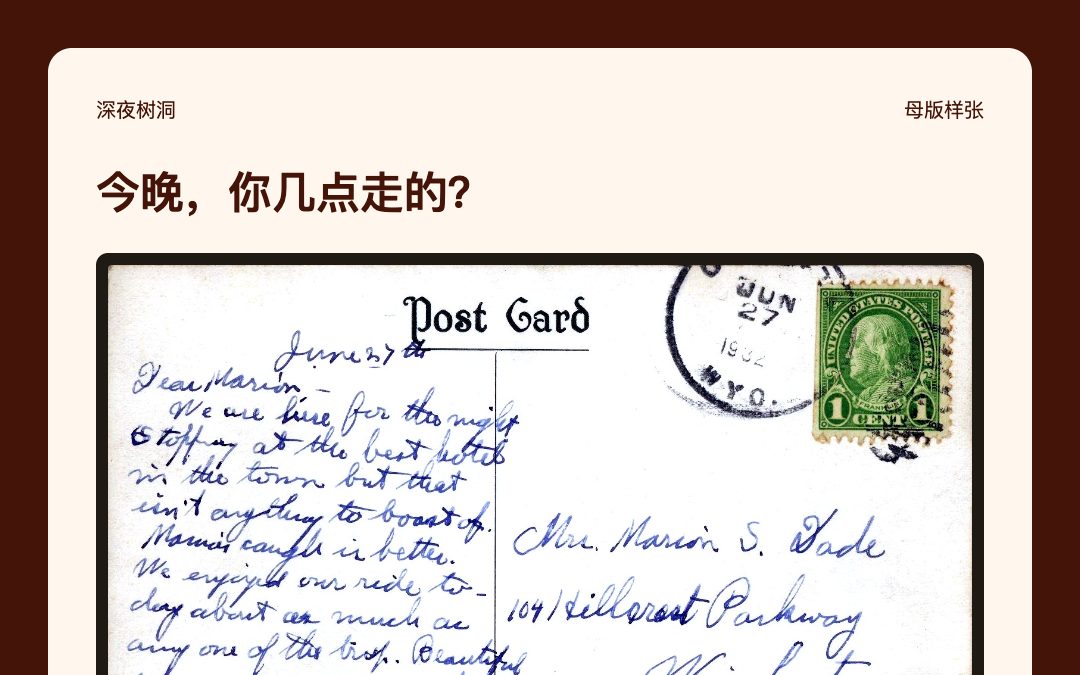 深夜树洞
母版样张
今晚，你几点走的？
Post Card
JUN
27
1932
WYO.
UNITED STATES POSTAGE
FRANKLIN
1 CENT 1
June 27th
Dear Marion –
We are here for the night
Stopping at the best hotel
in the town but that
isn't anything to boast of.
Mama's cough is better.
We enjoyed our ride to-
day about as much as
any one of the trip. Beautiful
Mrs. Marion S. Dade
104 Hillcrest Parkway